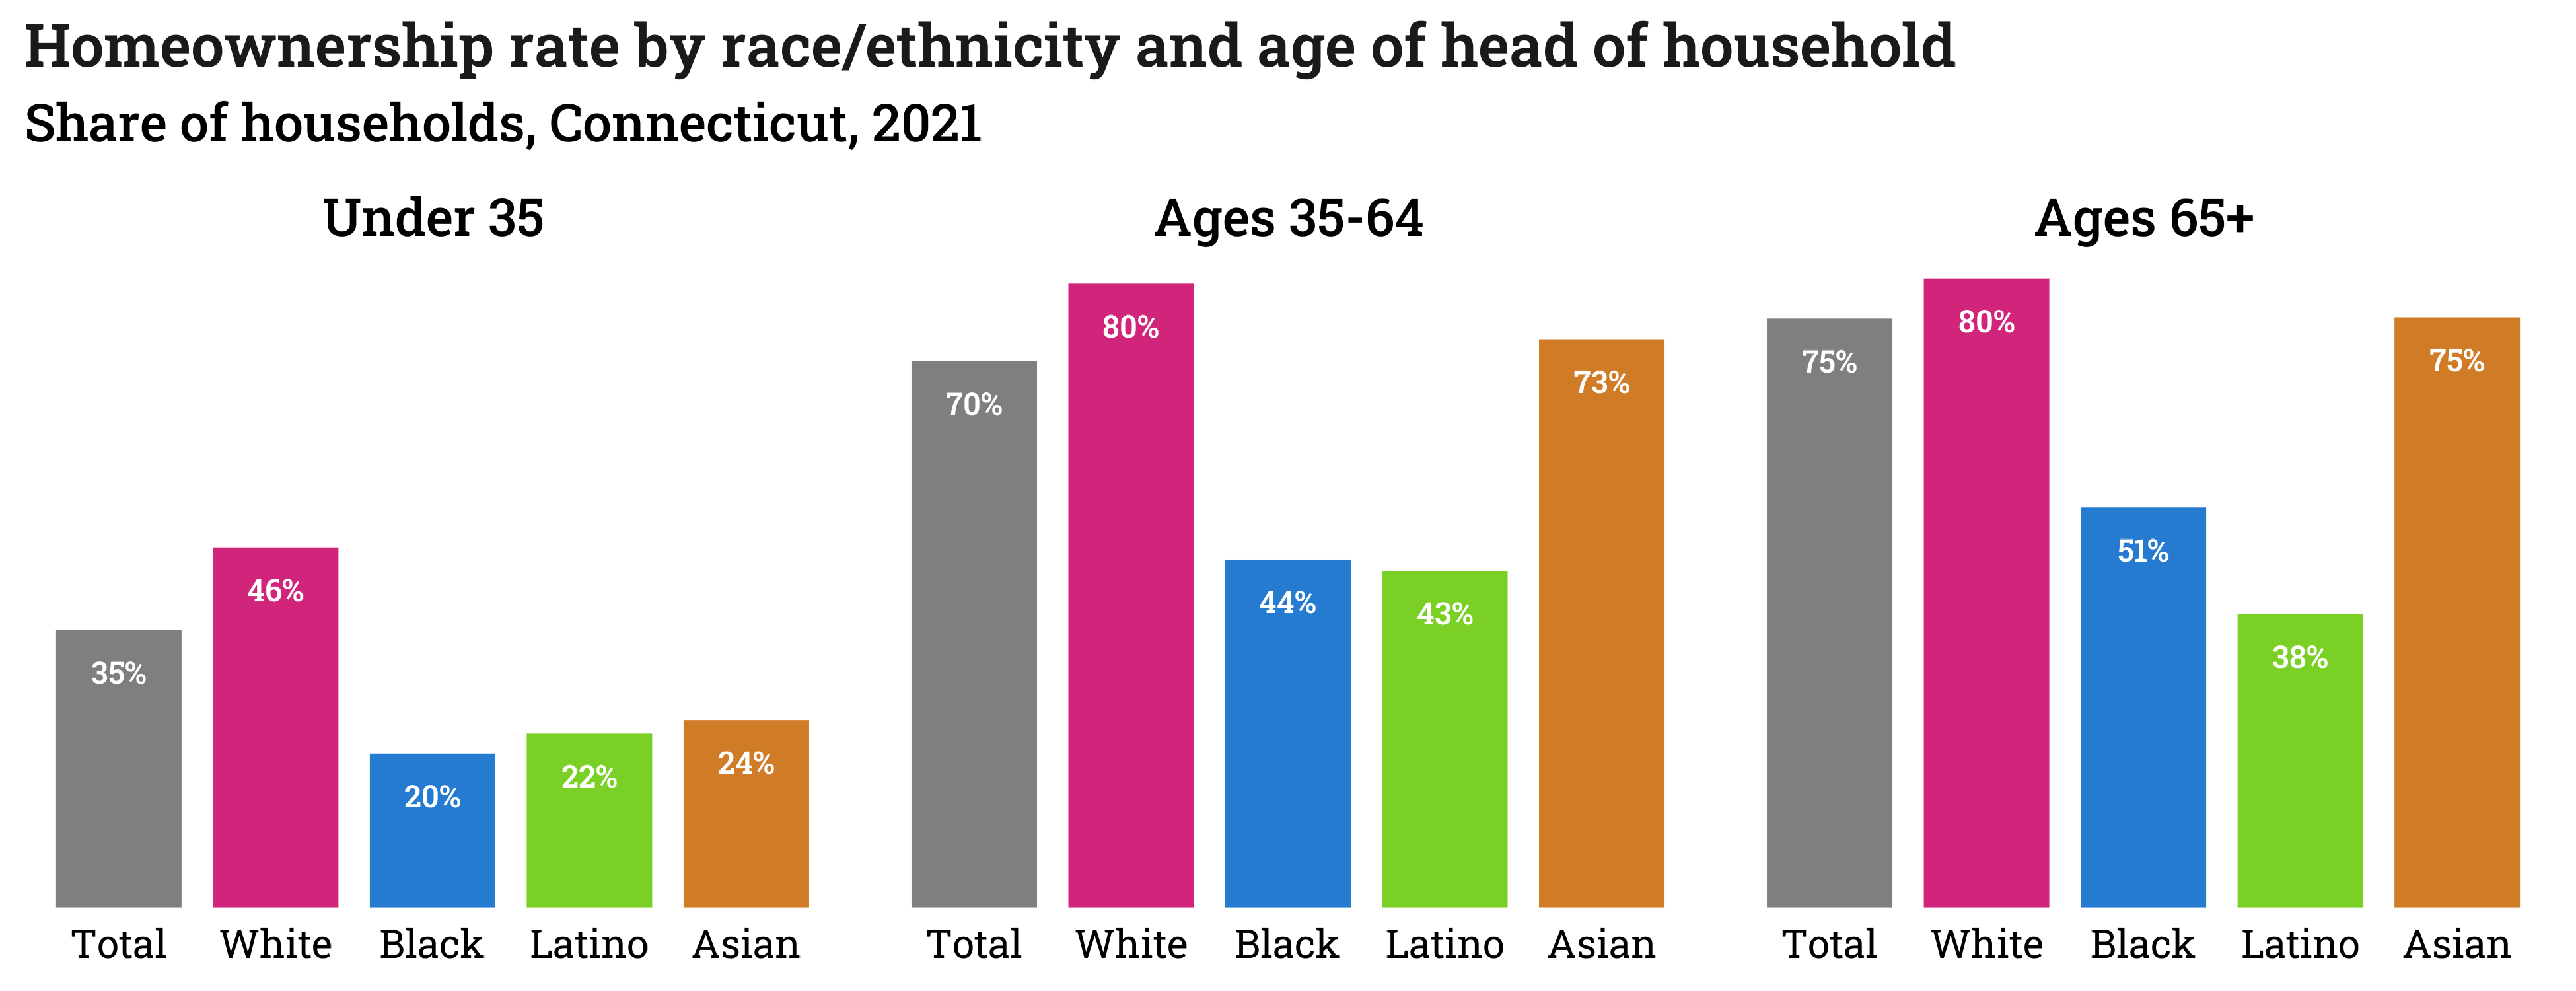 Homeownership rate by race/ethnicity and age of head of household
Share of households, Connecticut, 2021
Under 35
35%
46%
20%
22%
24%
Total White Black Latino Asian
Ages 35-64
70%
80%
44%
43%
73%
Total White Black Latino Asian
Ages 65+
75%
80%
51%
38%
75%
Total White Black Latino Asian